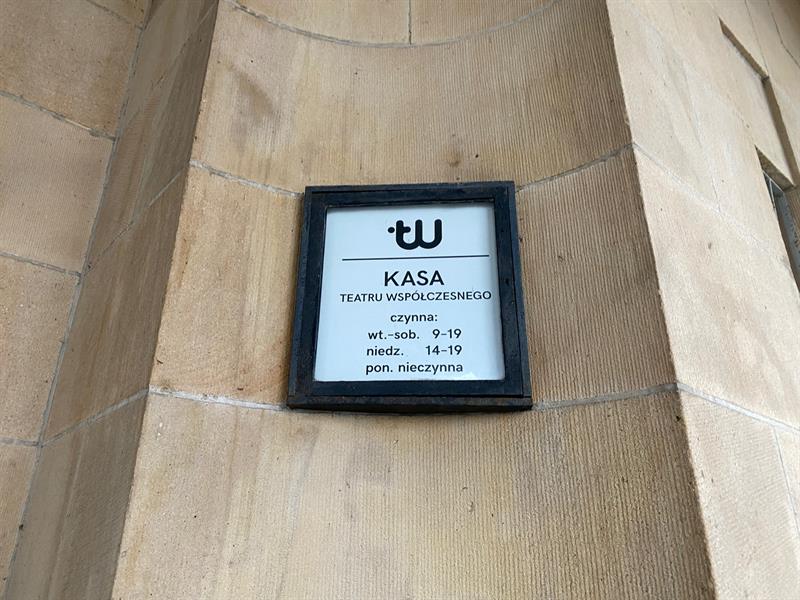 tw
KASA
TEATRU WSPÓŁCZESNEGO
czynna:
wt.-sob. 9-19
niedz. 14-19
pon. nieczynna